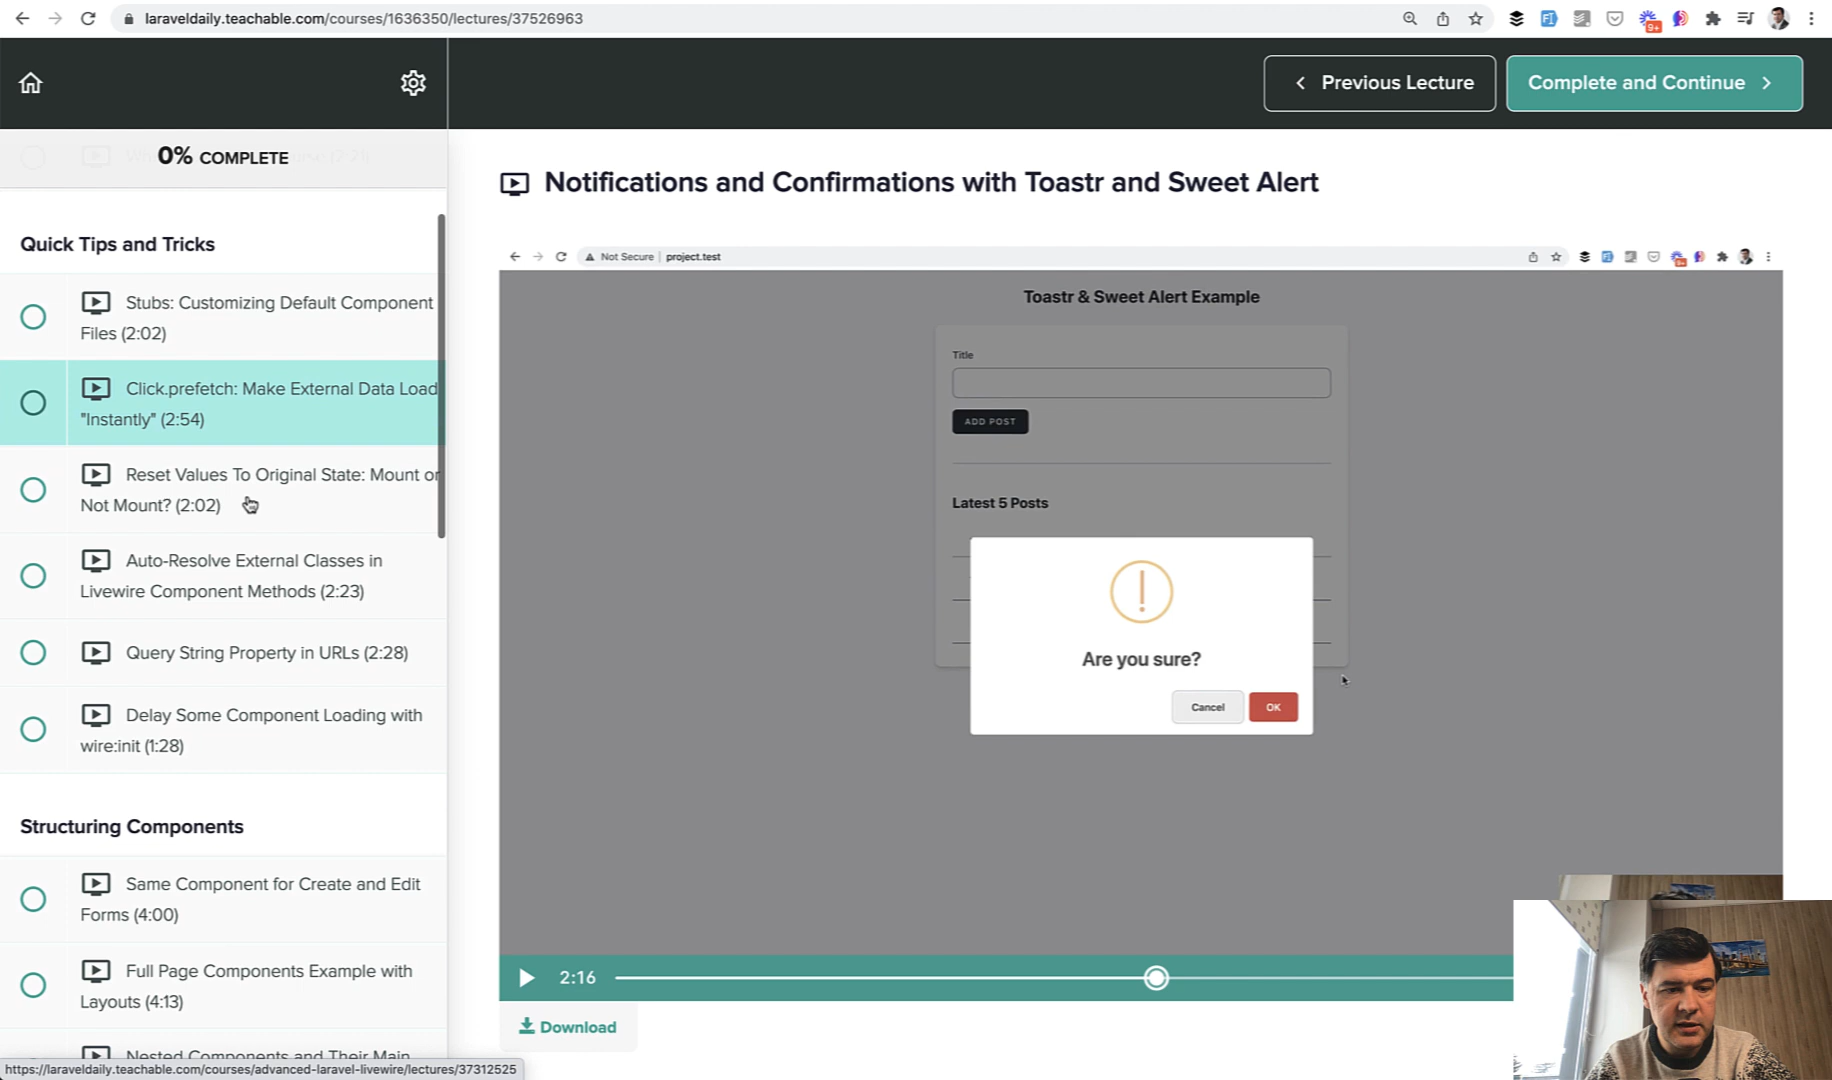 laraveldaily.teachable.com/courses/1636350/lectures/37526963
9+
Previous Lecture
Complete and Continue
0% COMPLETE
Quick Tips and Tricks
Stubs: Customizing Default Component
Files (2:02)
Click.prefetch: Make External Data Load
"Instantly" (2:54)
Reset Values To Original State: Mount or
Not Mount? (2:02)
Auto-Resolve External Classes in
Livewire Component Methods (2:23)
Query String Property in URLs (2:28)
Delay Some Component Loading with
wire:init (1:28)
Structuring Components
Same Component for Create and Edit
Forms (4:00)
Full Page Components Example with
Layouts (4:13)
Nested Components and Their Main
https://laraveldaily.teachable.com/courses/advanced-laravel-livewire/lectures/37312525
Notifications and Confirmations with Toastr and Sweet Alert
Not Secure | project.test
Toastr & Sweet Alert Example
Title
ADD POST
Latest 5 Posts
Are you sure?
Cancel
OK
2:16
Download